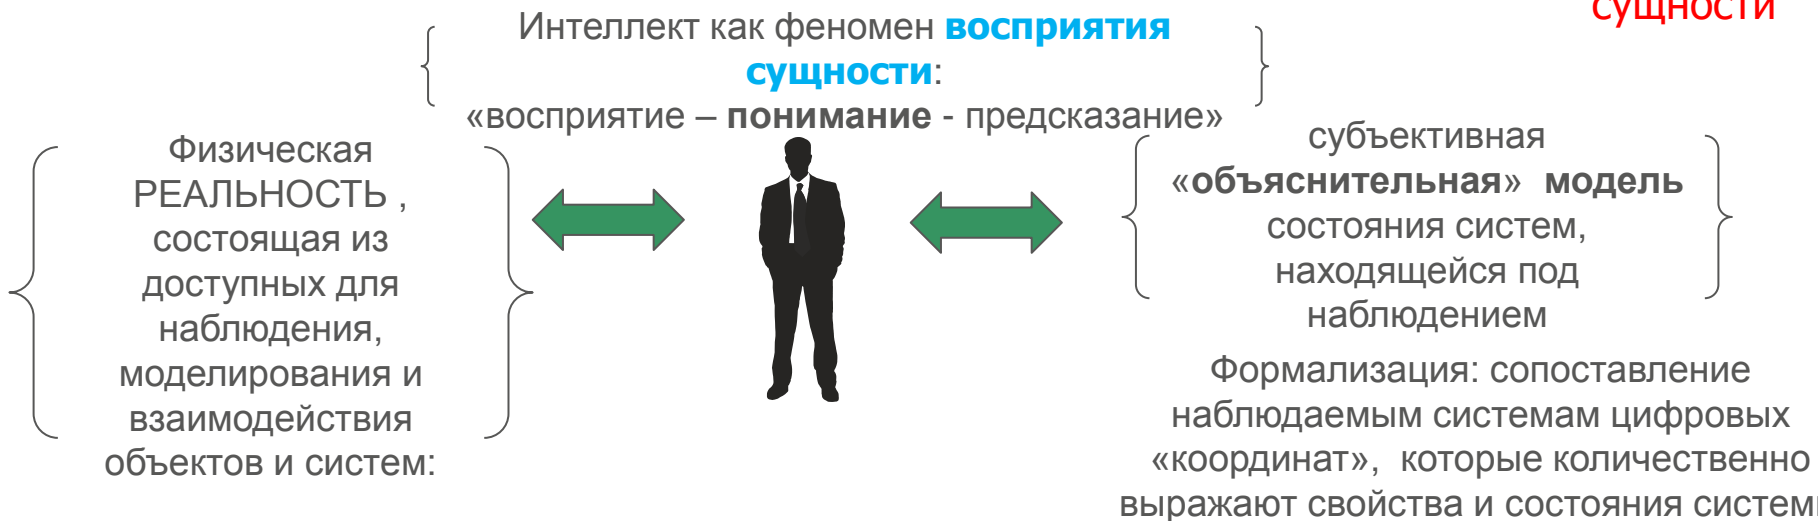 сущности
Интеллект как феномен восприятия
сущности:
«восприятие – понимание - предсказание»
Физическая
РЕАЛЬНОСТЬ ,
состоящая из
доступных для
наблюдения,
моделирования и
взаимодействия
объектов и систем:
субъективная
«объяснительная» модель
состояния систем,
находящейся под
наблюдением
Формализация: сопоставление
наблюдаемым системам цифровых
«координат», которые количественно
выражают свойства и состояния систем